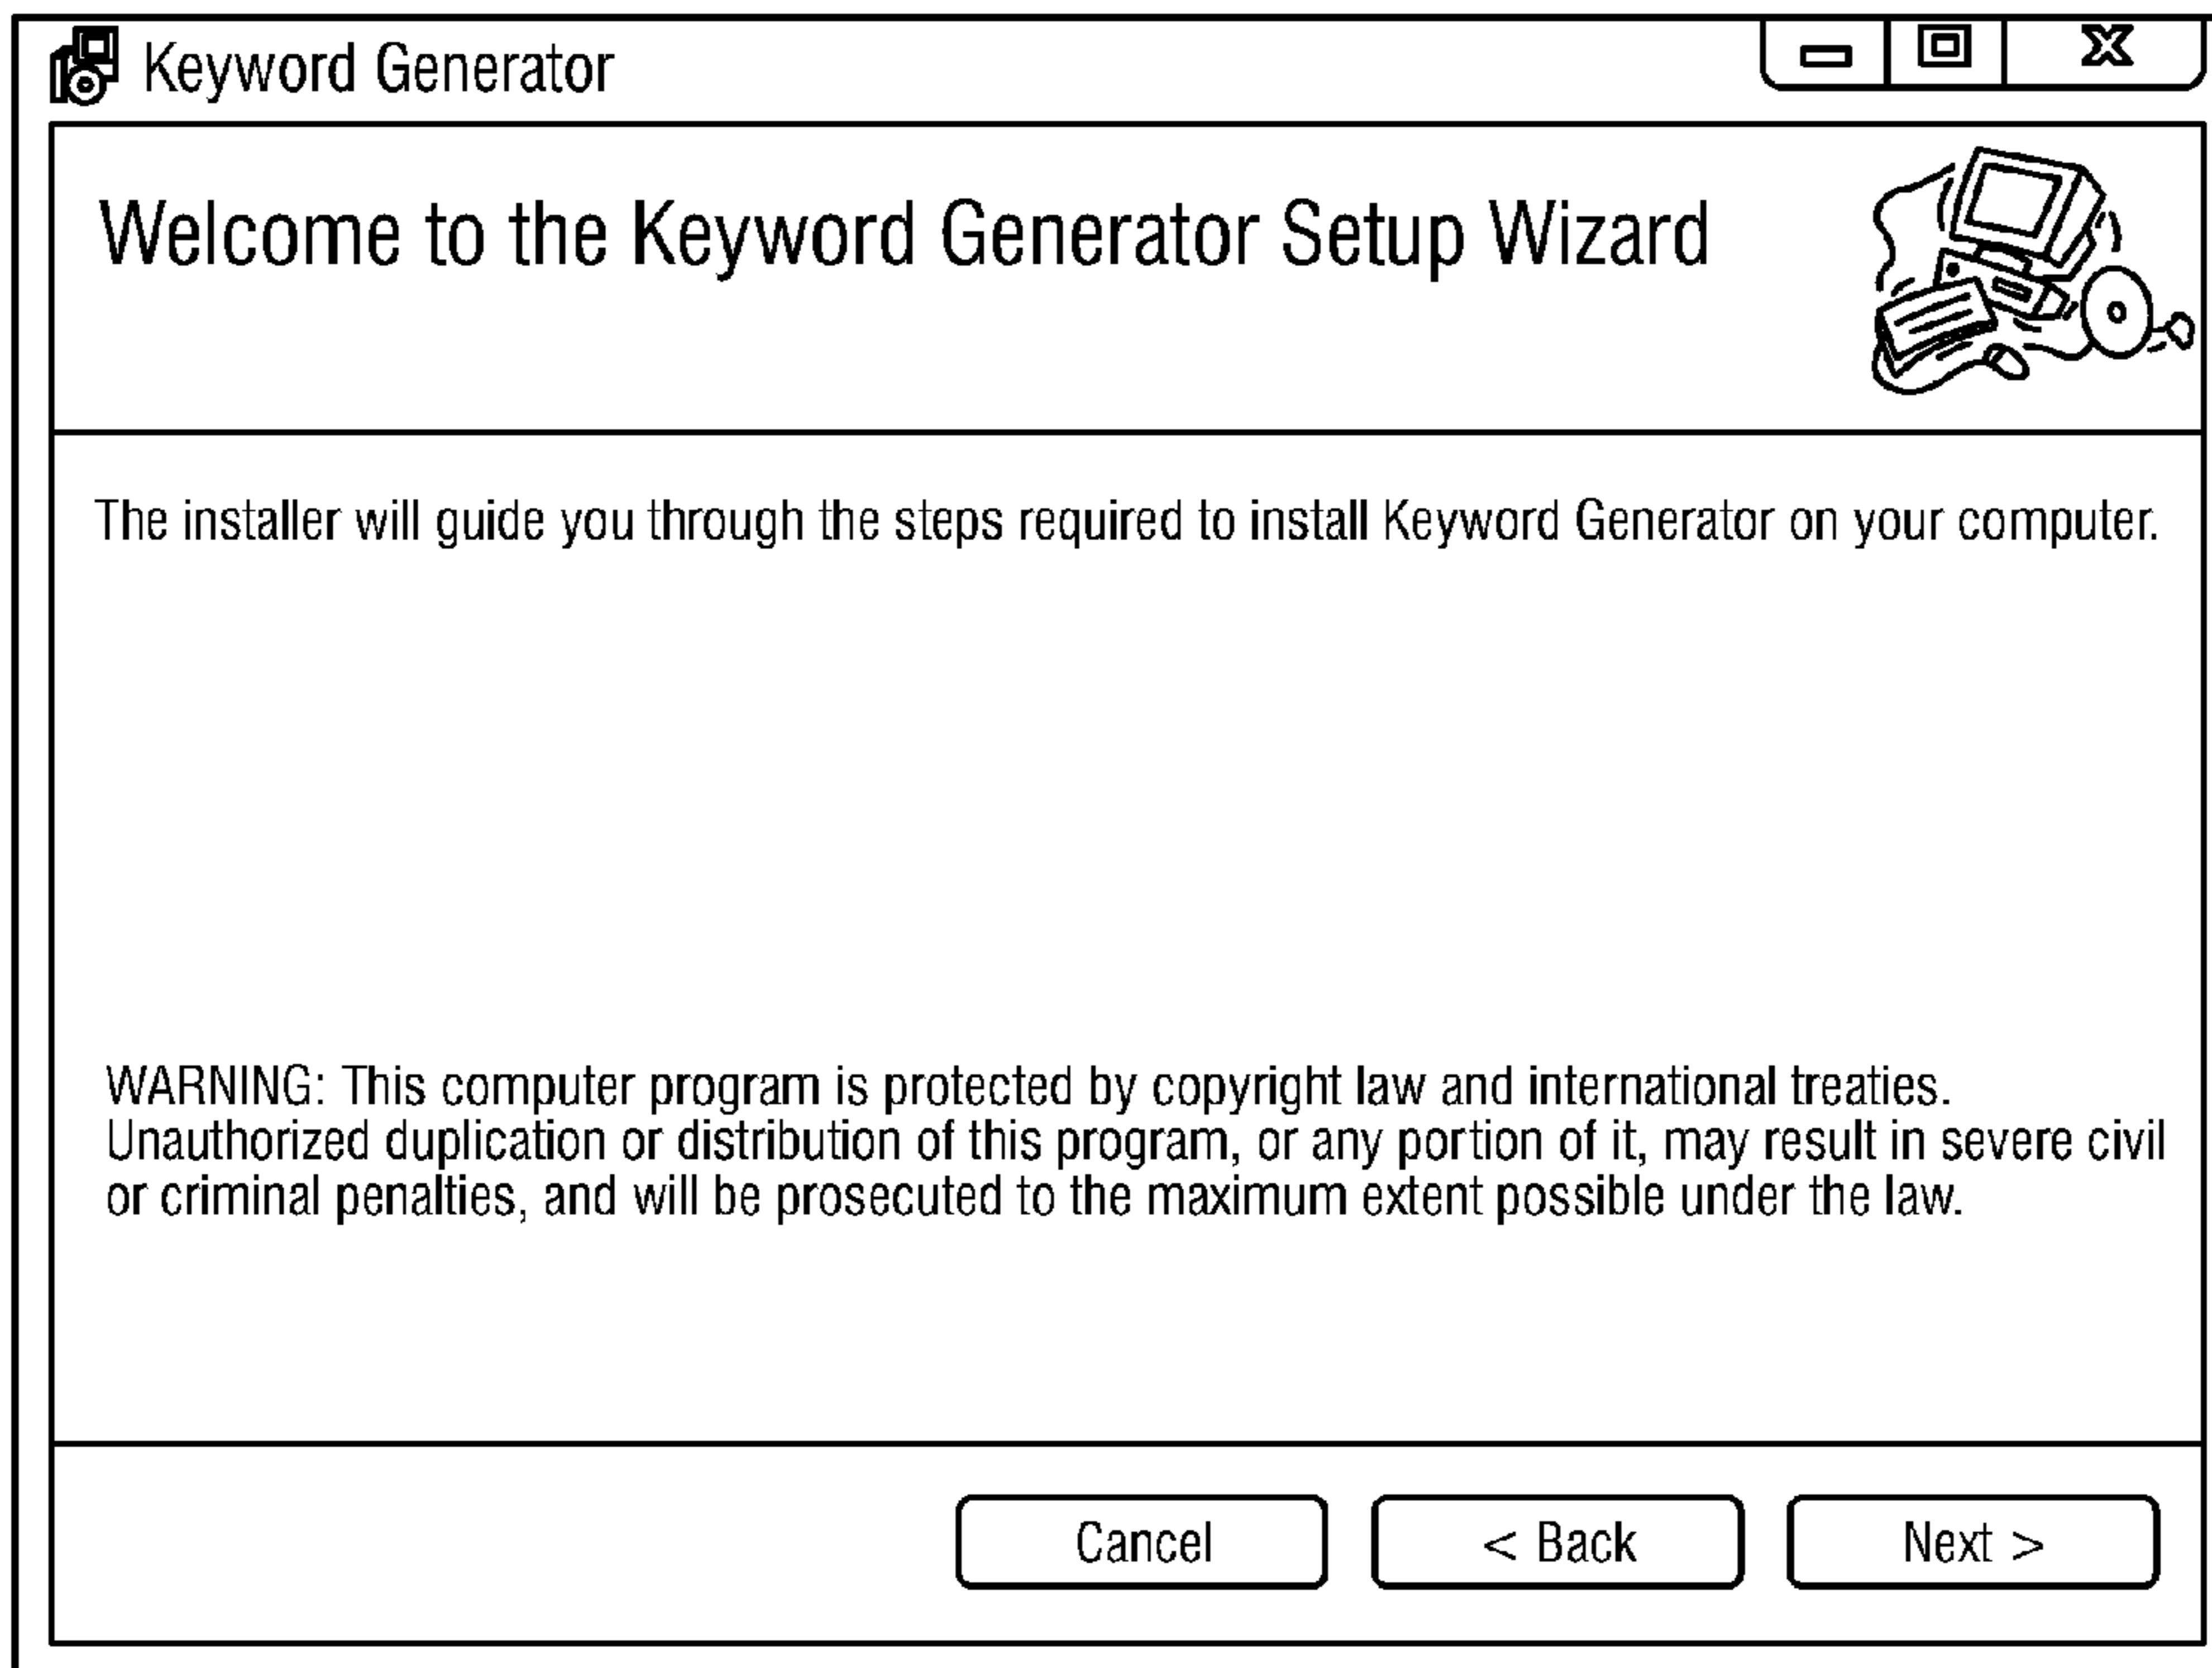 Keyword Generator
Welcome to the Keyword Generator Setup Wizard
The installer will guide you through the steps required to install Keyword Generator on your computer.
WARNING: This computer program is protected by copyright law and international treaties.
Unauthorized duplication or distribution of this program, or any portion of it, may result in severe civil
or criminal penalties, and will be prosecuted to the maximum extent possible under the law.
Cancel < Back Next >